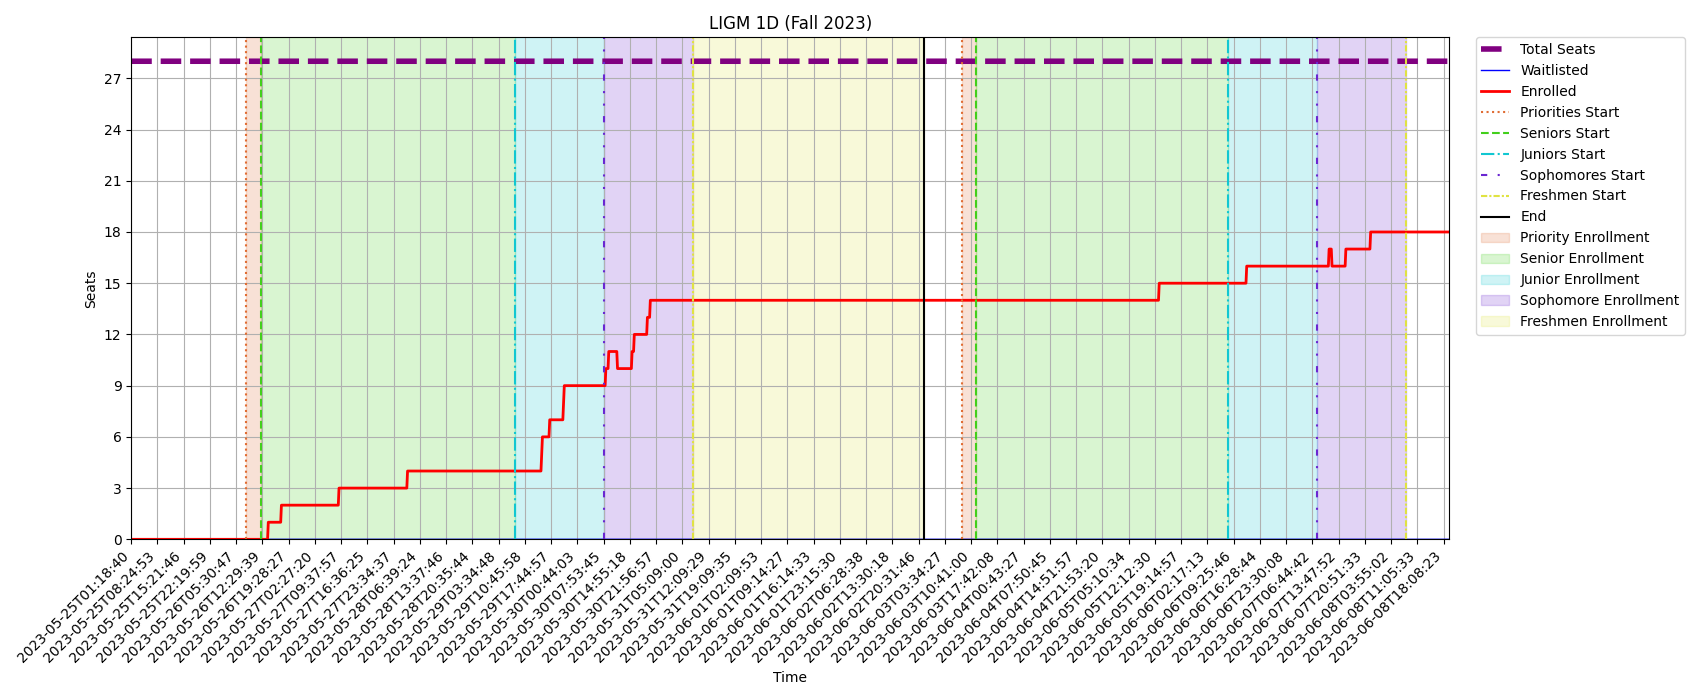 LIGM 1D (Fall 2023)
Seats
27
24
21
18
15
12
9
6
3
0
2023-05-25T01:18:40
2023-05-25T08:24:53
2023-05-25T15:21:46
2023-05-25T22:19:59
2023-05-26T05:30:47
2023-05-26T12:29:39
2023-05-26T19:28:27
2023-05-27T02:27:20
2023-05-27T09:37:57
2023-05-27T16:36:25
2023-05-27T23:34:37
2023-05-28T06:39:24
2023-05-28T13:37:46
2023-05-28T20:35:44
2023-05-29T03:34:48
2023-05-29T10:45:58
2023-05-29T17:44:57
2023-05-30T00:44:03
2023-05-30T07:53:45
2023-05-30T14:55:18
2023-05-30T21:56:57
2023-05-31T05:09:00
2023-05-31T12:09:29
2023-05-31T19:09:35
2023-06-01T02:09:53
2023-06-01T09:14:27
2023-06-01T16:14:33
2023-06-01T23:15:30
2023-06-02T06:28:38
2023-06-02T13:30:18
2023-06-02T20:31:46
2023-06-03T03:34:27
2023-06-03T10:41:00
2023-06-03T17:42:08
2023-06-04T00:43:27
2023-06-04T07:50:45
2023-06-04T14:51:57
2023-06-04T21:53:20
2023-06-05T05:10:34
2023-06-05T12:12:30
2023-06-05T19:14:57
2023-06-06T02:17:13
2023-06-06T09:25:46
2023-06-06T16:28:44
2023-06-06T23:30:08
2023-06-07T06:44:42
2023-06-07T13:47:52
2023-06-07T20:51:33
2023-06-08T03:55:02
2023-06-08T11:05:33
2023-06-08T18:08:23
Time
Total Seats
Waitlisted
Enrolled
Priorities Start
Seniors Start
Juniors Start
Sophomores Start
Freshmen Start
End
Priority Enrollment
Senior Enrollment
Junior Enrollment
Sophomore Enrollment
Freshmen Enrollment